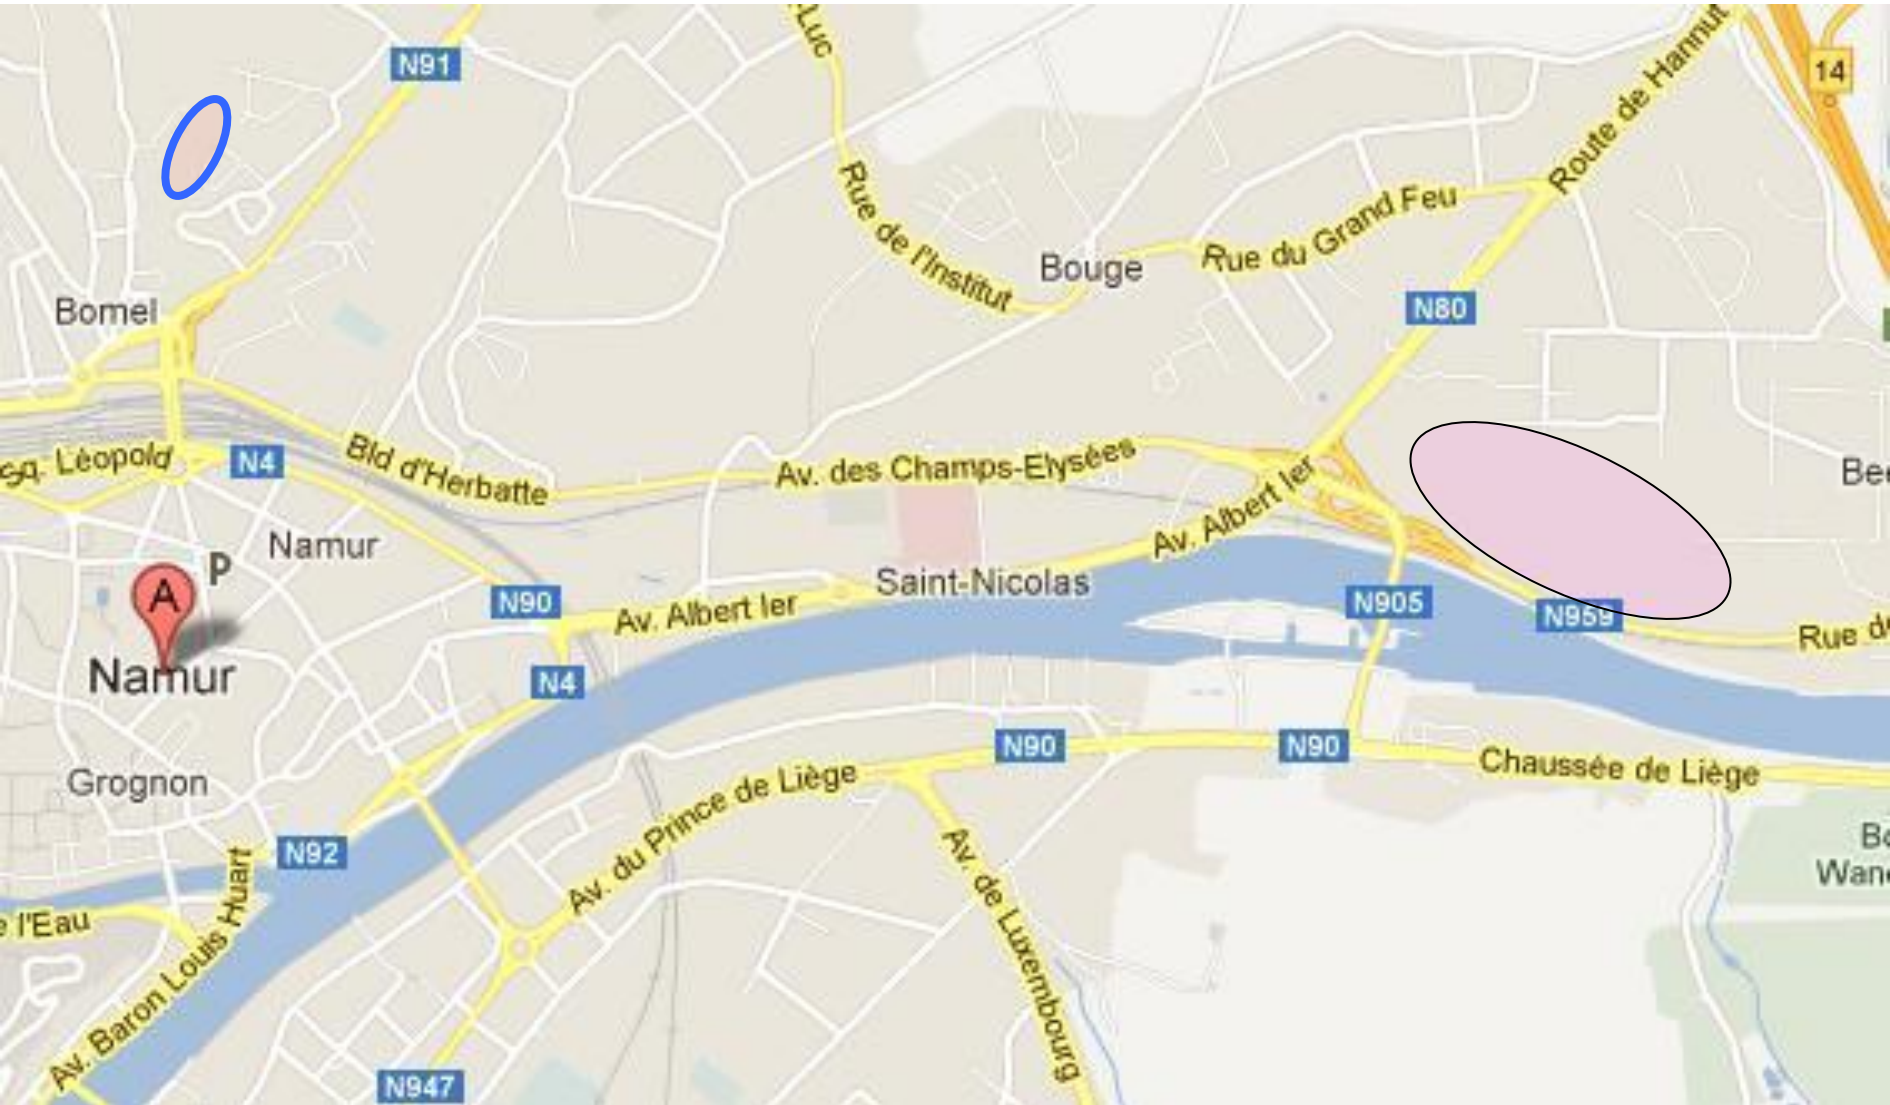 Luc
N91
14
Route de Hannut
Rue de l'Institut
Rue du Grand Feu
Bouge
Bomel
N80
Sq. Léopold
N4
Bld d'Herbatte
Av. des Champs-Elysées
Av. Albert Ier
Namur
P
A
Saint-Nicolas
N90
Av. Albert Ier
N905
N959
Rue
Namur
N4
N90
N90
Chaussée de Liège
Grognon
Av. du Prince de Liège
N92
Av. de Luxembourg
l'Eau
Av. Baron Louis Huart
N947